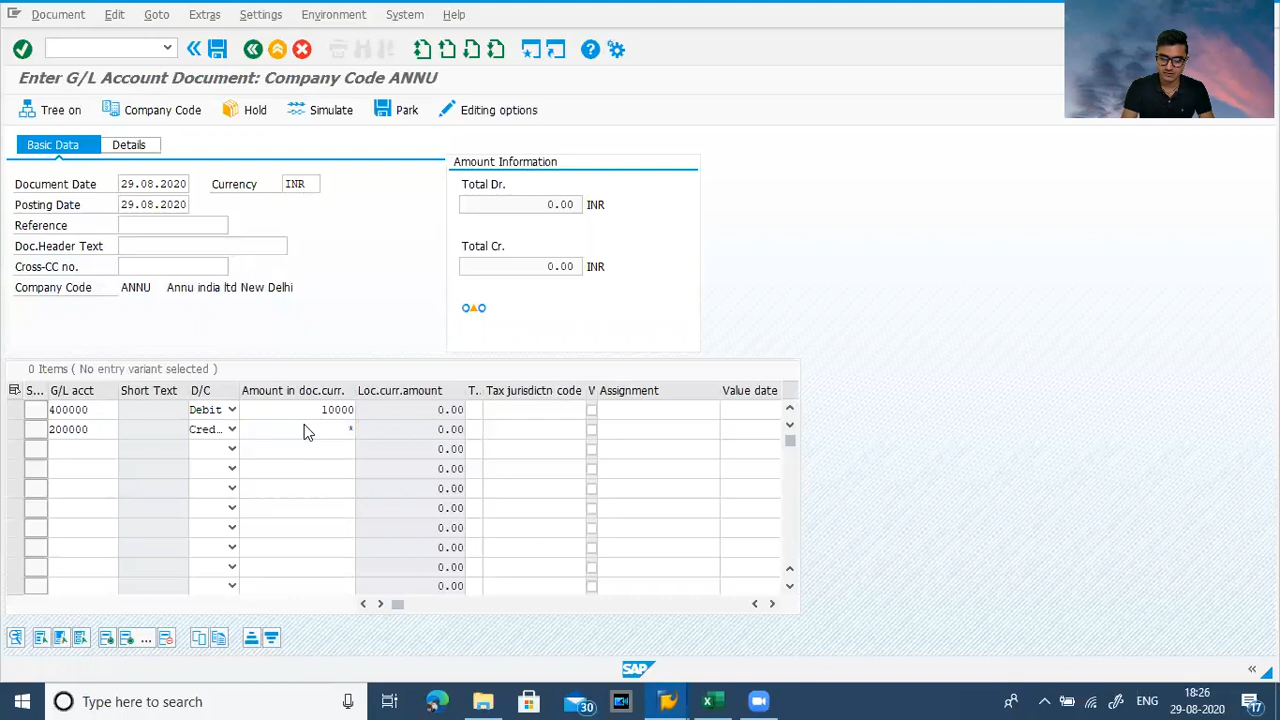 Document Edit Goto Extras Settings Environment System Help
Enter G/L Account Document: Company Code ANNU
Tree on Company Code Hold Simulate Park Editing options
Basic Data Details
Amount Information
Document Date 29.08.2020 Currency INR
Total Dr.
Posting Date 29.08.2020
0.00 INR
Reference
Doc.Header Text
Total Cr.
Cross-CC no.
0.00 INR
Company Code ANNU Annu india ltd New Delhi
0 Items ( No entry variant selected )
S... G/L acct Short Text D/C Amount in doc.curr. Loc.curr.amount T.. Tax jurisdictn code V Assignment Value date
400000 Debit 10000 0.00
200000 Cred... * 0.00
0.00
0.00
0.00
0.00
0.00
0.00
0.00
0.00
...
SAP
Type here to search
30
ENG
18:26
29-08-2020
17